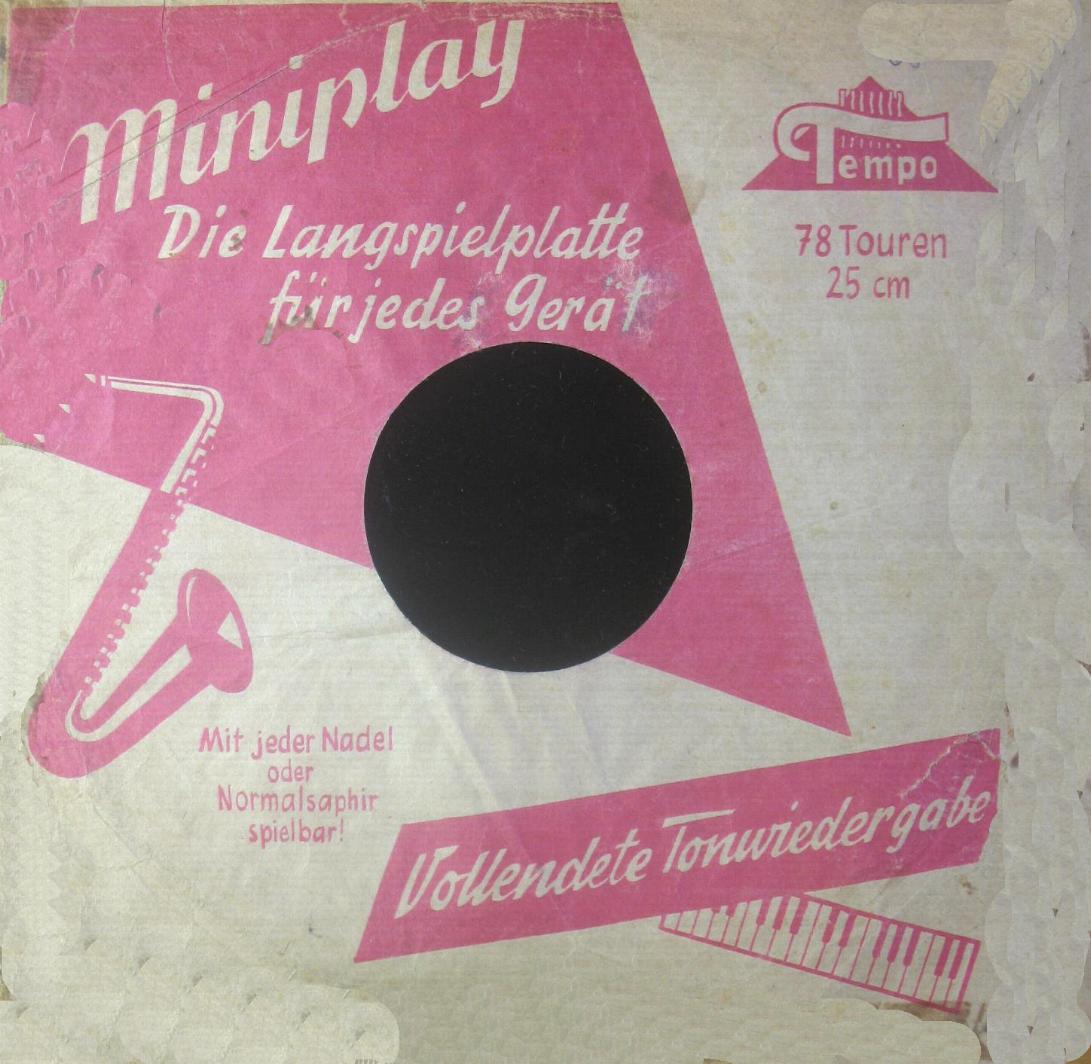 Miniplay
Die Langspielplatte
für jedes Gerät
Tempo
78 Touren
25 cm
Mit jeder Nadel
oder
Normalsaphir
spielbar!
Vollendete Tonwiedergabe